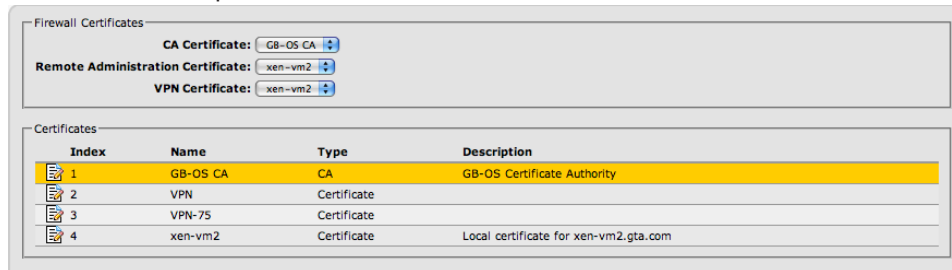 Firewall Certificates
CA Certificate: GB-OS CA
Remote Administration Certificate: xen-vm2
VPN Certificate: xen-vm2
Certificates
Index Name Type Description
1 GB-OS CA CA GB-OS Certificate Authority
2 VPN Certificate
3 VPN-75 Certificate
4 xen-vm2 Certificate Local certificate for xen-vm2.gta.com